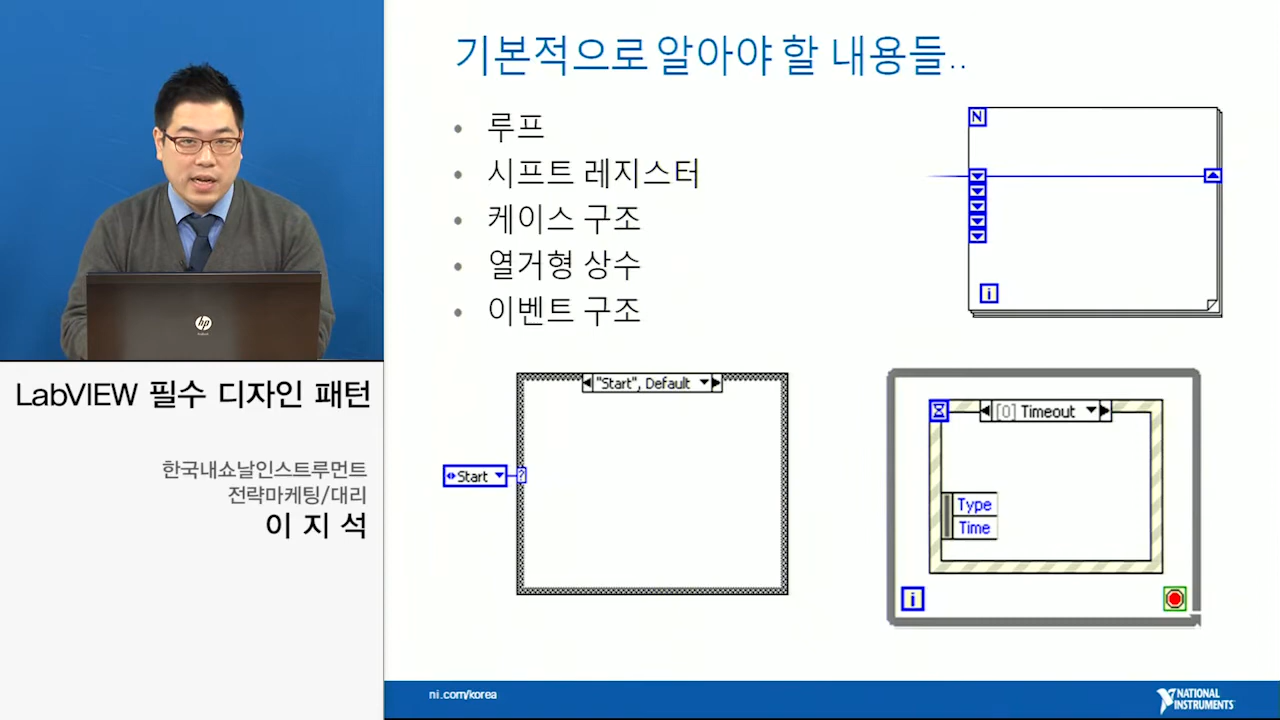 기본적으로 알아야 할 내용들..
• 루프
• 시프트 레지스터
• 케이스 구조
• 열거형 상수
• 이벤트 구조
N
i
"Start", Default
Start
?
[0] Timeout
Type
Time
i
hp
LabVIEW 필수 디자인 패턴
한국내쇼날인스트루먼트
전략마케팅/대리
이 지 석
ni.com/korea
NATIONAL
INSTRUMENTS